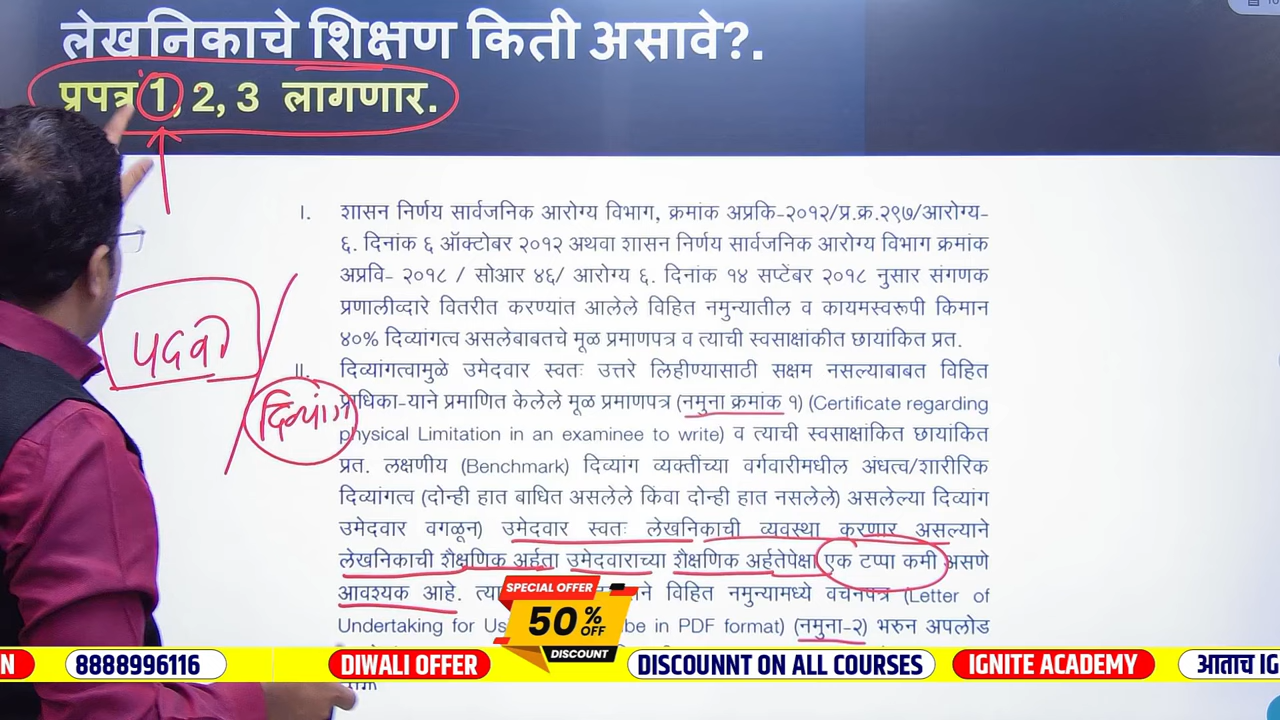 लेखनिकाचे शिक्षण किती असावे?.
प्रपत्र 1, 2, 3 लागणार.
I. शासन निर्णय सार्वजनिक आरोग्य विभाग, क्रमांक अप्रकि-२०१२/प्र.क्र.२९७/आरोग्य-
६. दिनांक ६ ऑक्टोबर २०१२ अथवा शासन निर्णय सार्वजनिक आरोग्य विभाग क्रमांक
अप्रवि- २०१८ / सोआर ४६/ आरोग्य ६. दिनांक १४ सप्टेंबर २०१८ नुसार संगणक
प्रणालीव्दारे वितरीत करण्यांत आलेले विहित नमुन्यातील व कायमस्वरूपी किमान
४०% दिव्यांगत्व असलेबाबतचे मूळ प्रमाणपत्र व त्याची स्वसाक्षांकीत छायांकित प्रत.
पदवी
दिव्यांग
II. दिव्यांगत्वामुळे उमेदवार स्वतः उत्तरे लिहीण्यासाठी सक्षम नसल्याबाबत विहित
प्राधिका-याने प्रमाणित केलेले मूळ प्रमाणपत्र (नमुना क्रमांक १) (Certificate regarding
physical Limitation in an examinee to write) व त्याची स्वसाक्षांकित छायांकित
प्रत. लक्षणीय (Benchmark) दिव्यांग व्यक्तींच्या वर्गवारीमधील अंधत्व/शारीरिक
दिव्यांगत्व (दोन्ही हात बाधित असलेले किंवा दोन्ही हात नसलेले) असलेल्या दिव्यांग
उमेदवार वगळून) उमेदवार स्वतः लेखनिकाची व्यवस्था करणार असल्याने
लेखनिकाची शैक्षणिक अर्हता उमेदवाराच्या शैक्षणिक अर्हतेपेक्षा एक टप्पा कमी असणे
आवश्यक आहे. विहित नमुन्यामध्ये वचनपत्र (Letter of
Undertaking for be in PDF format) (नमुना-२) भरुन अपलोड
SPECIAL OFFER
50% OFF
DISCOUNT
8888996116 DIWALI OFFER DISCOUNNT ON ALL COURSES IGNITE ACADEMY आताच IG